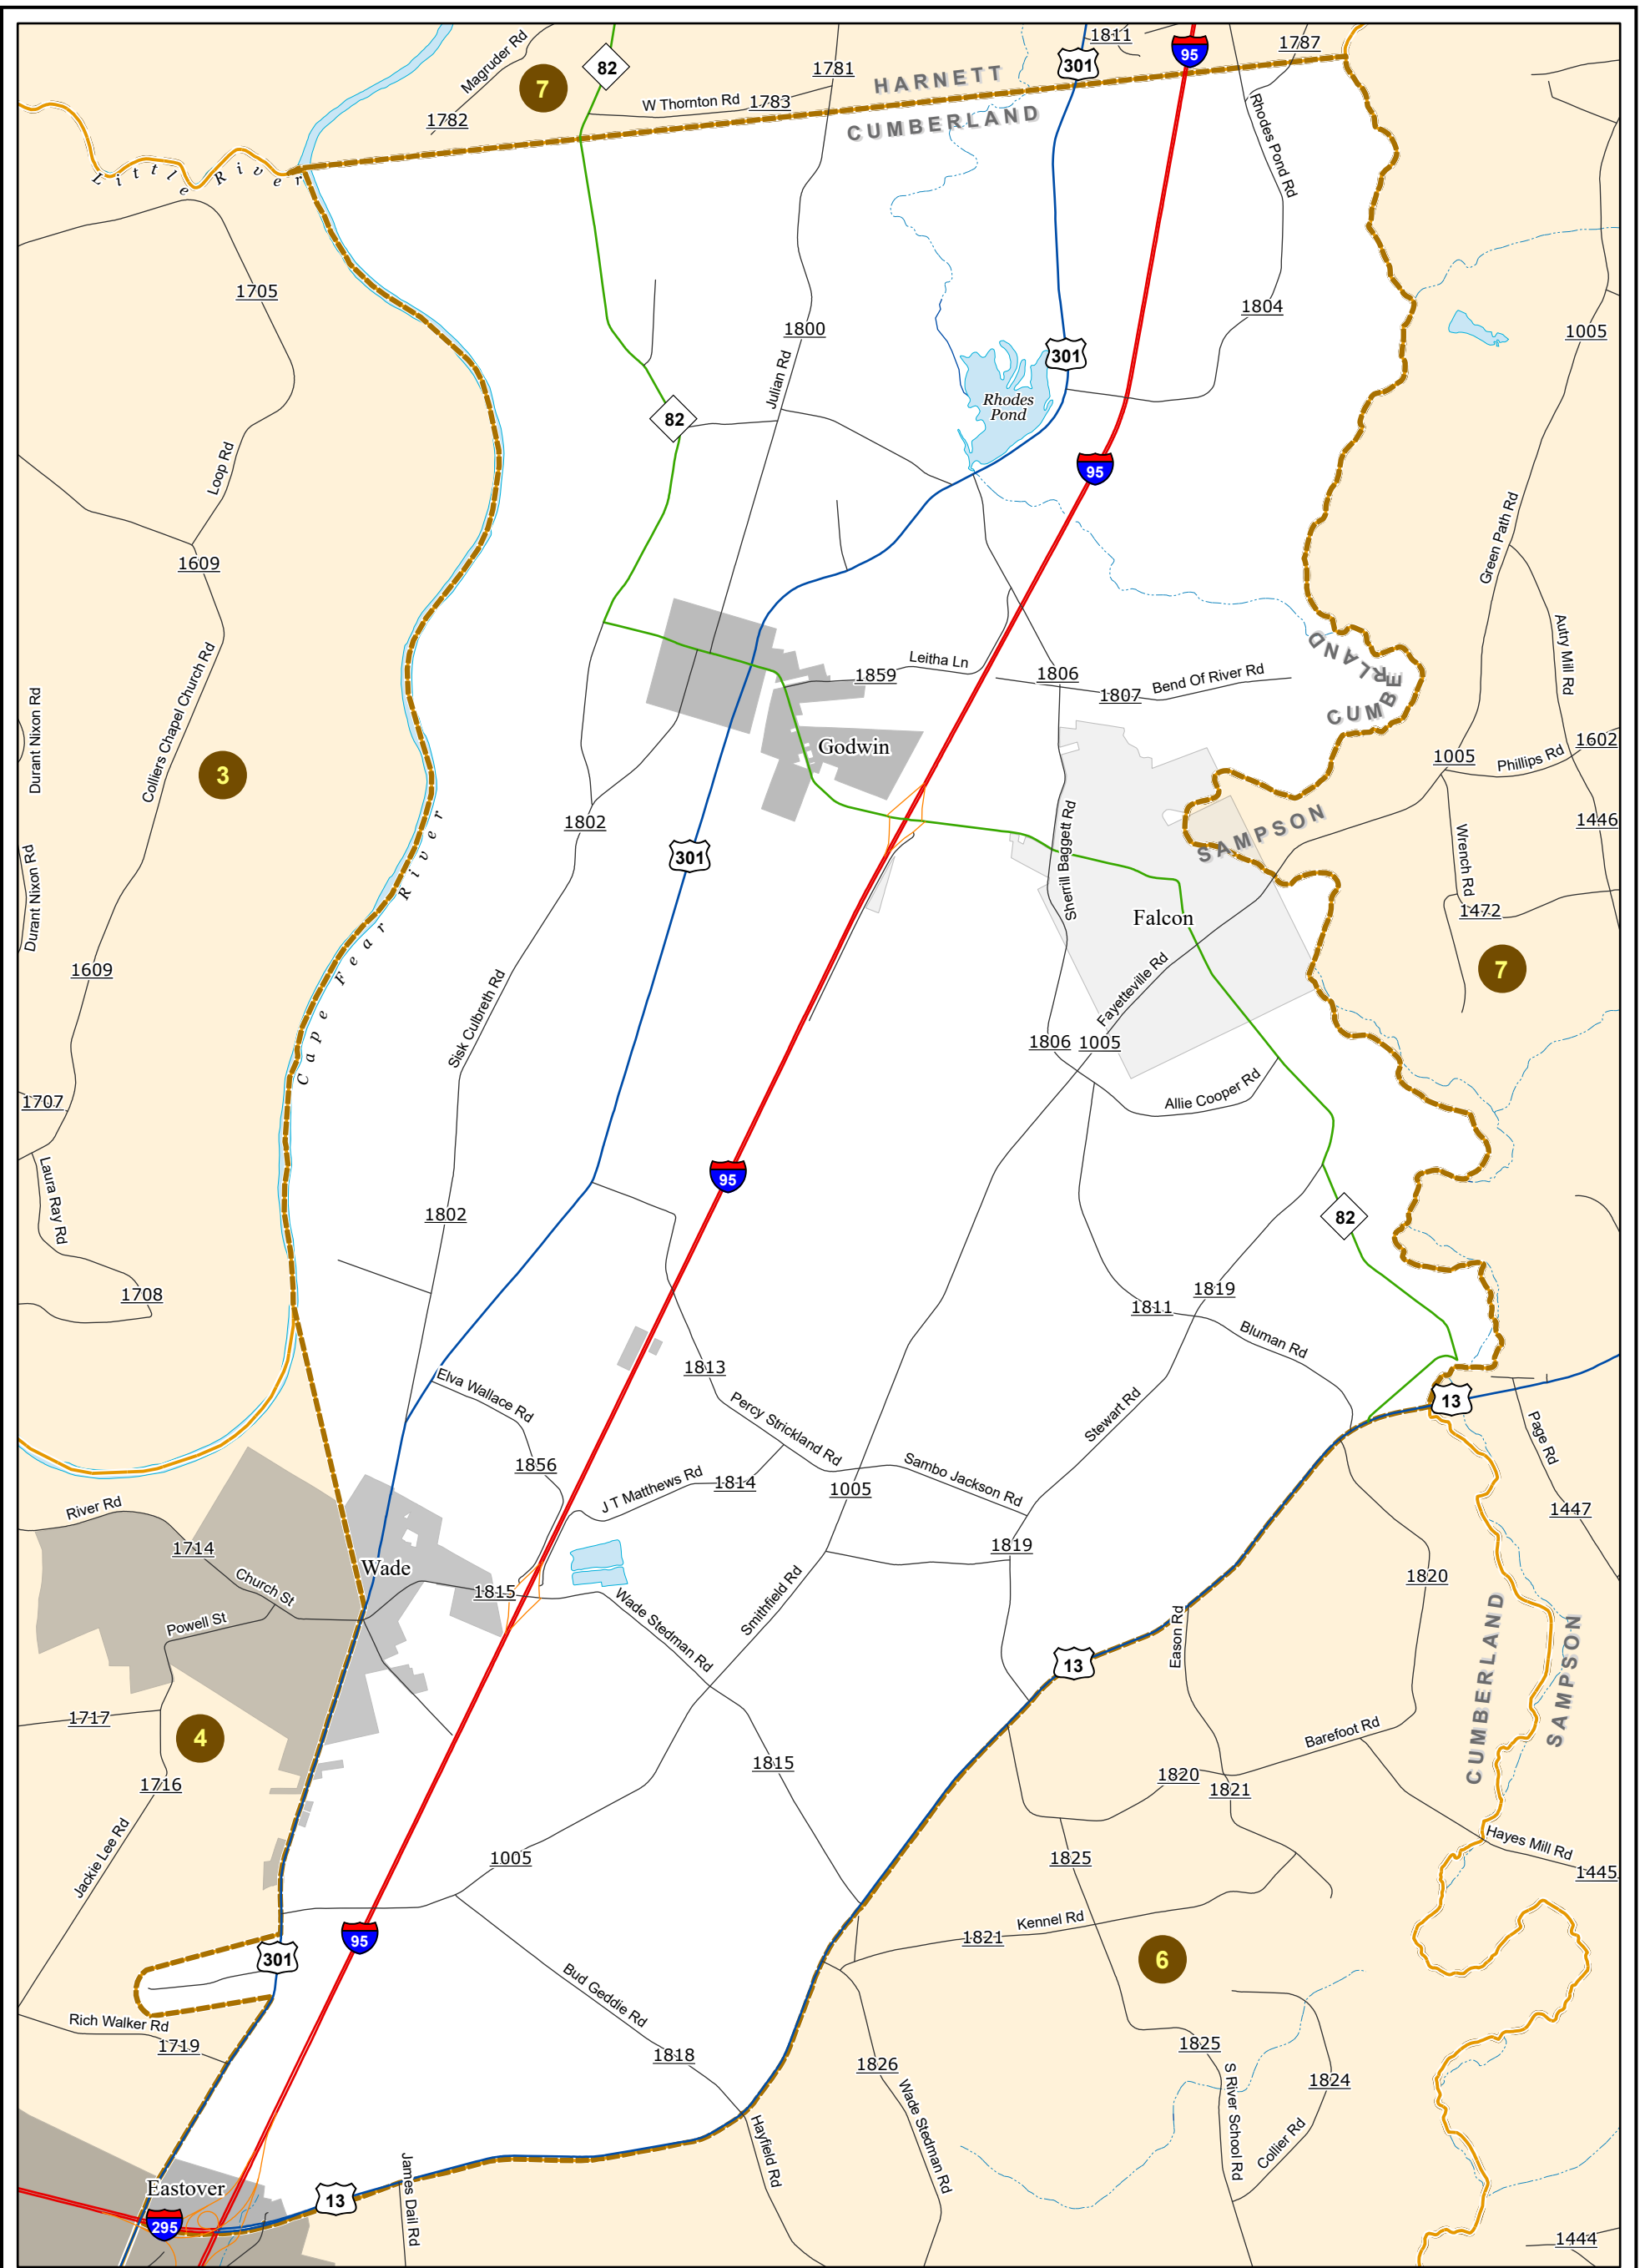 Magruder Rd
1782
7
82
W Thornton Rd
1783
1781
HARNETT
CUMBERLAND
301
1811
95
1787
Rhodes Pond Rd
Little River
1705
1800
Julian Rd
1804
301
Rhodes
Pond
1005
82
95
Loop Rd
Green Path Rd
1609
Autry Mill Rd
CUMBERLAND
Colliers Chapel Church Rd
Leitha Ln
1859
1806
1807
Bend Of River Rd
Durant Nixon Rd
1602
Godwin
1005
Phillips Rd
3
1802
301
SAMPSON
1446
Sherrill Baggett Rd
Wrench Rd
Durant Nixon Rd
Cape Fear River
1472
Falcon
1609
7
Fayetteville Rd
Sisk Culbreth Rd
1806
1005
1707
Allie Cooper Rd
Laura Ray Rd
95
1802
82
1708
1819
1811
Bluman Rd
1813
Elva Wallace Rd
Percy Strickland Rd
Stewart Rd
13
Page Rd
1856
J T Matthews Rd
1814
Sambo Jackson Rd
1005
River Rd
1447
1714
Wade
1819
Church St
1815
1820
Wade Stedman Rd
Smithfield Rd
Powell St
CUMBERLAND
SAMPSON
13
Eason Rd
1717
4
Barefoot Rd
1815
1820
1716
1821
Jackie Lee Rd
Hayes Mill Rd
1005
1825
1445
Kennel Rd
1821
95
301
6
Bud Geddie Rd
Rich Walker Rd
1719
1818
1826
1825
1824
Wade Stedman Rd
S River School Rd
Collier Rd
Hayfield Rd
James Dail Rd
Eastover
13
295
1444